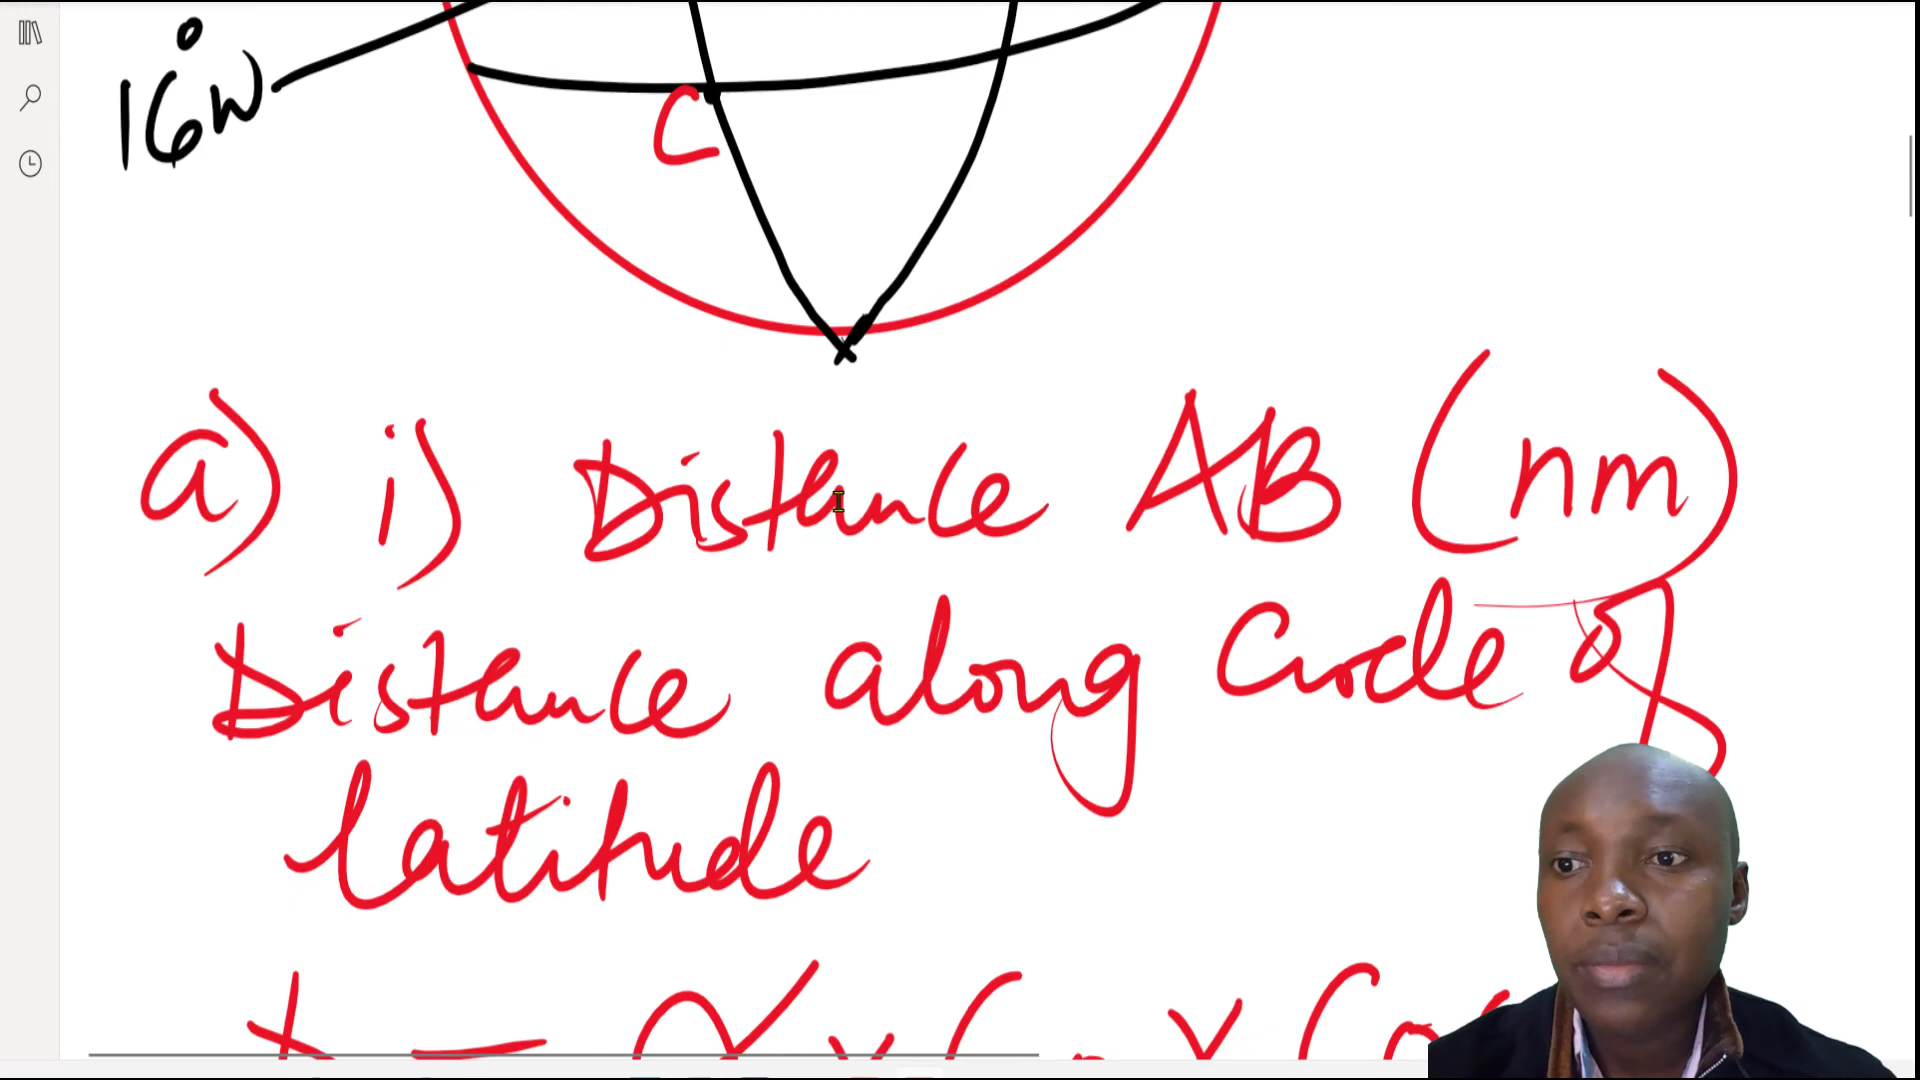 16°W
C
a) i) Distance AB (nm)
Distance along Circle of
latitude